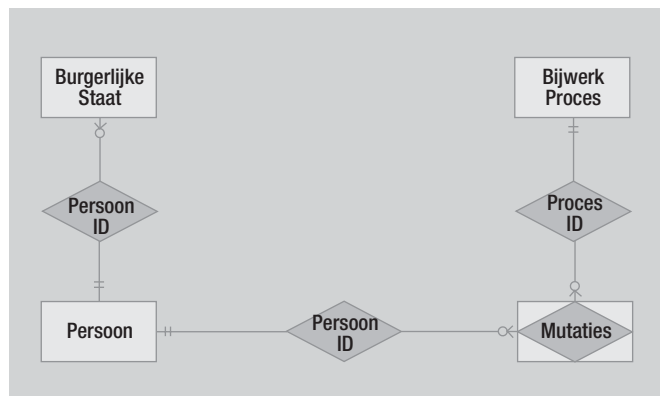 Burgerlijke
Staat
Bijwerk
Proces
Persoon
ID
Proces
ID
Persoon
Persoon
ID
Mutaties